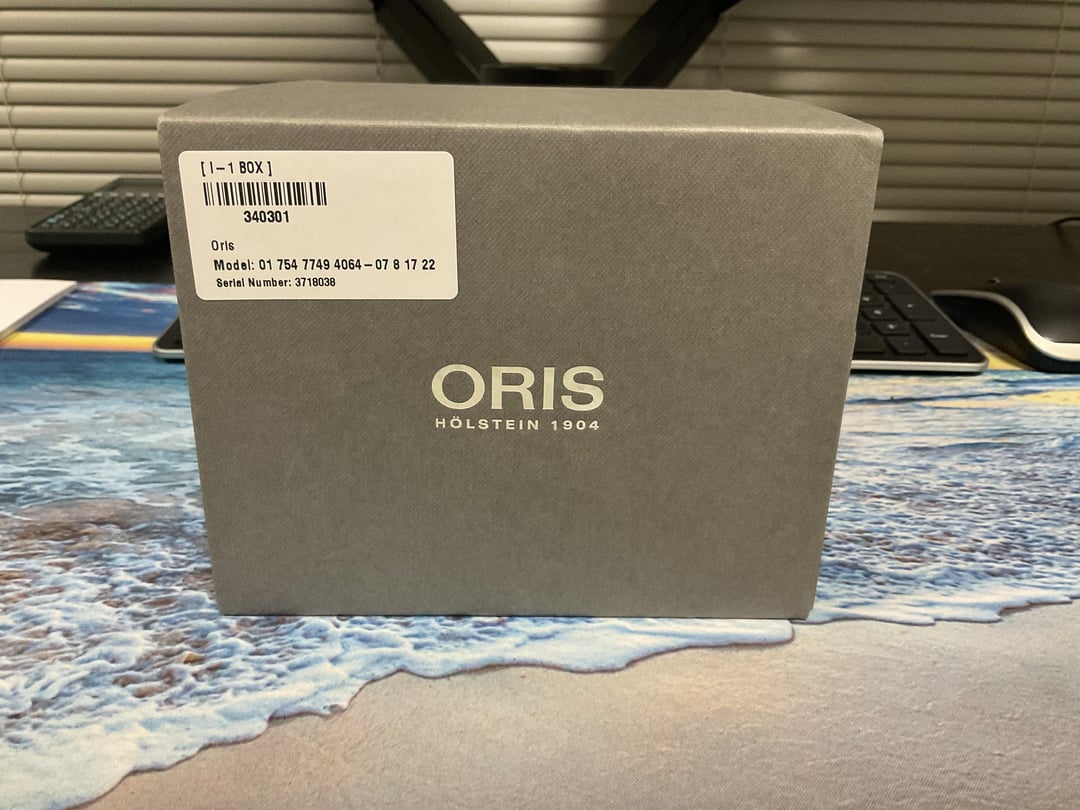 [ I – 1 BOX ]
340301
Oris
Model: 01 754 7749 4064 – 07 8 17 22
Serial Number: 3718038
ORIS
HÖLSTEIN 1904